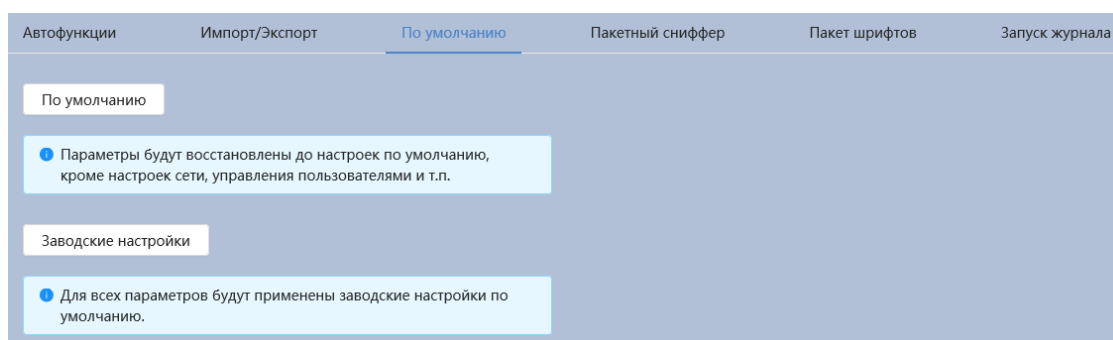 Автофункции Импорт/Экспорт По умолчанию Пакетный сниффер Пакет шрифтов Запуск журнала
По умолчанию
Параметры будут восстановлены до настроек по умолчанию,
кроме настроек сети, управления пользователями и т.п.
Заводские настройки
Для всех параметров будут применены заводские настройки по
умолчанию.